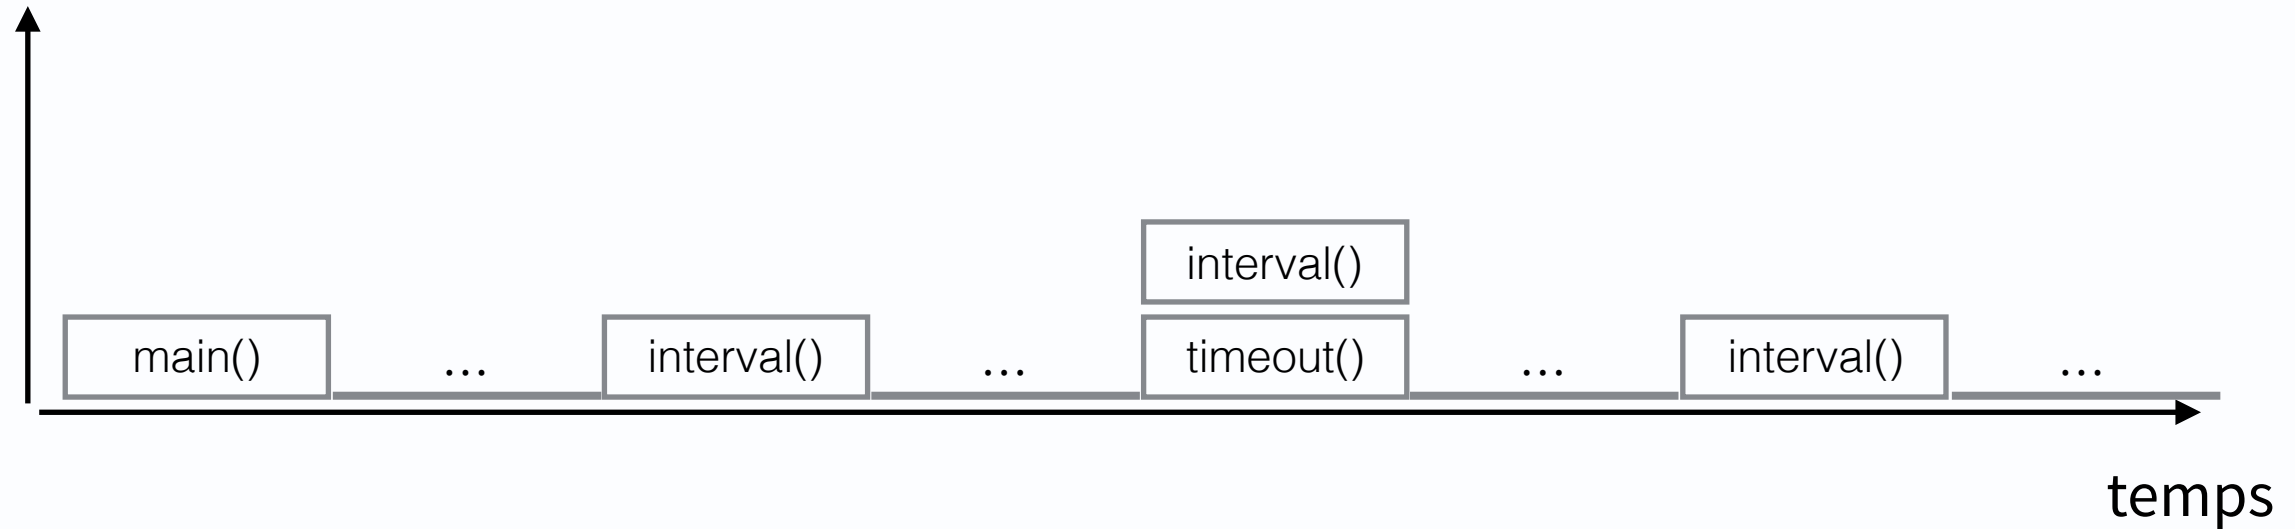 interval()
main() ... interval() ... timeout() ... interval() ...
temps